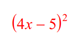 (4x − 5)²